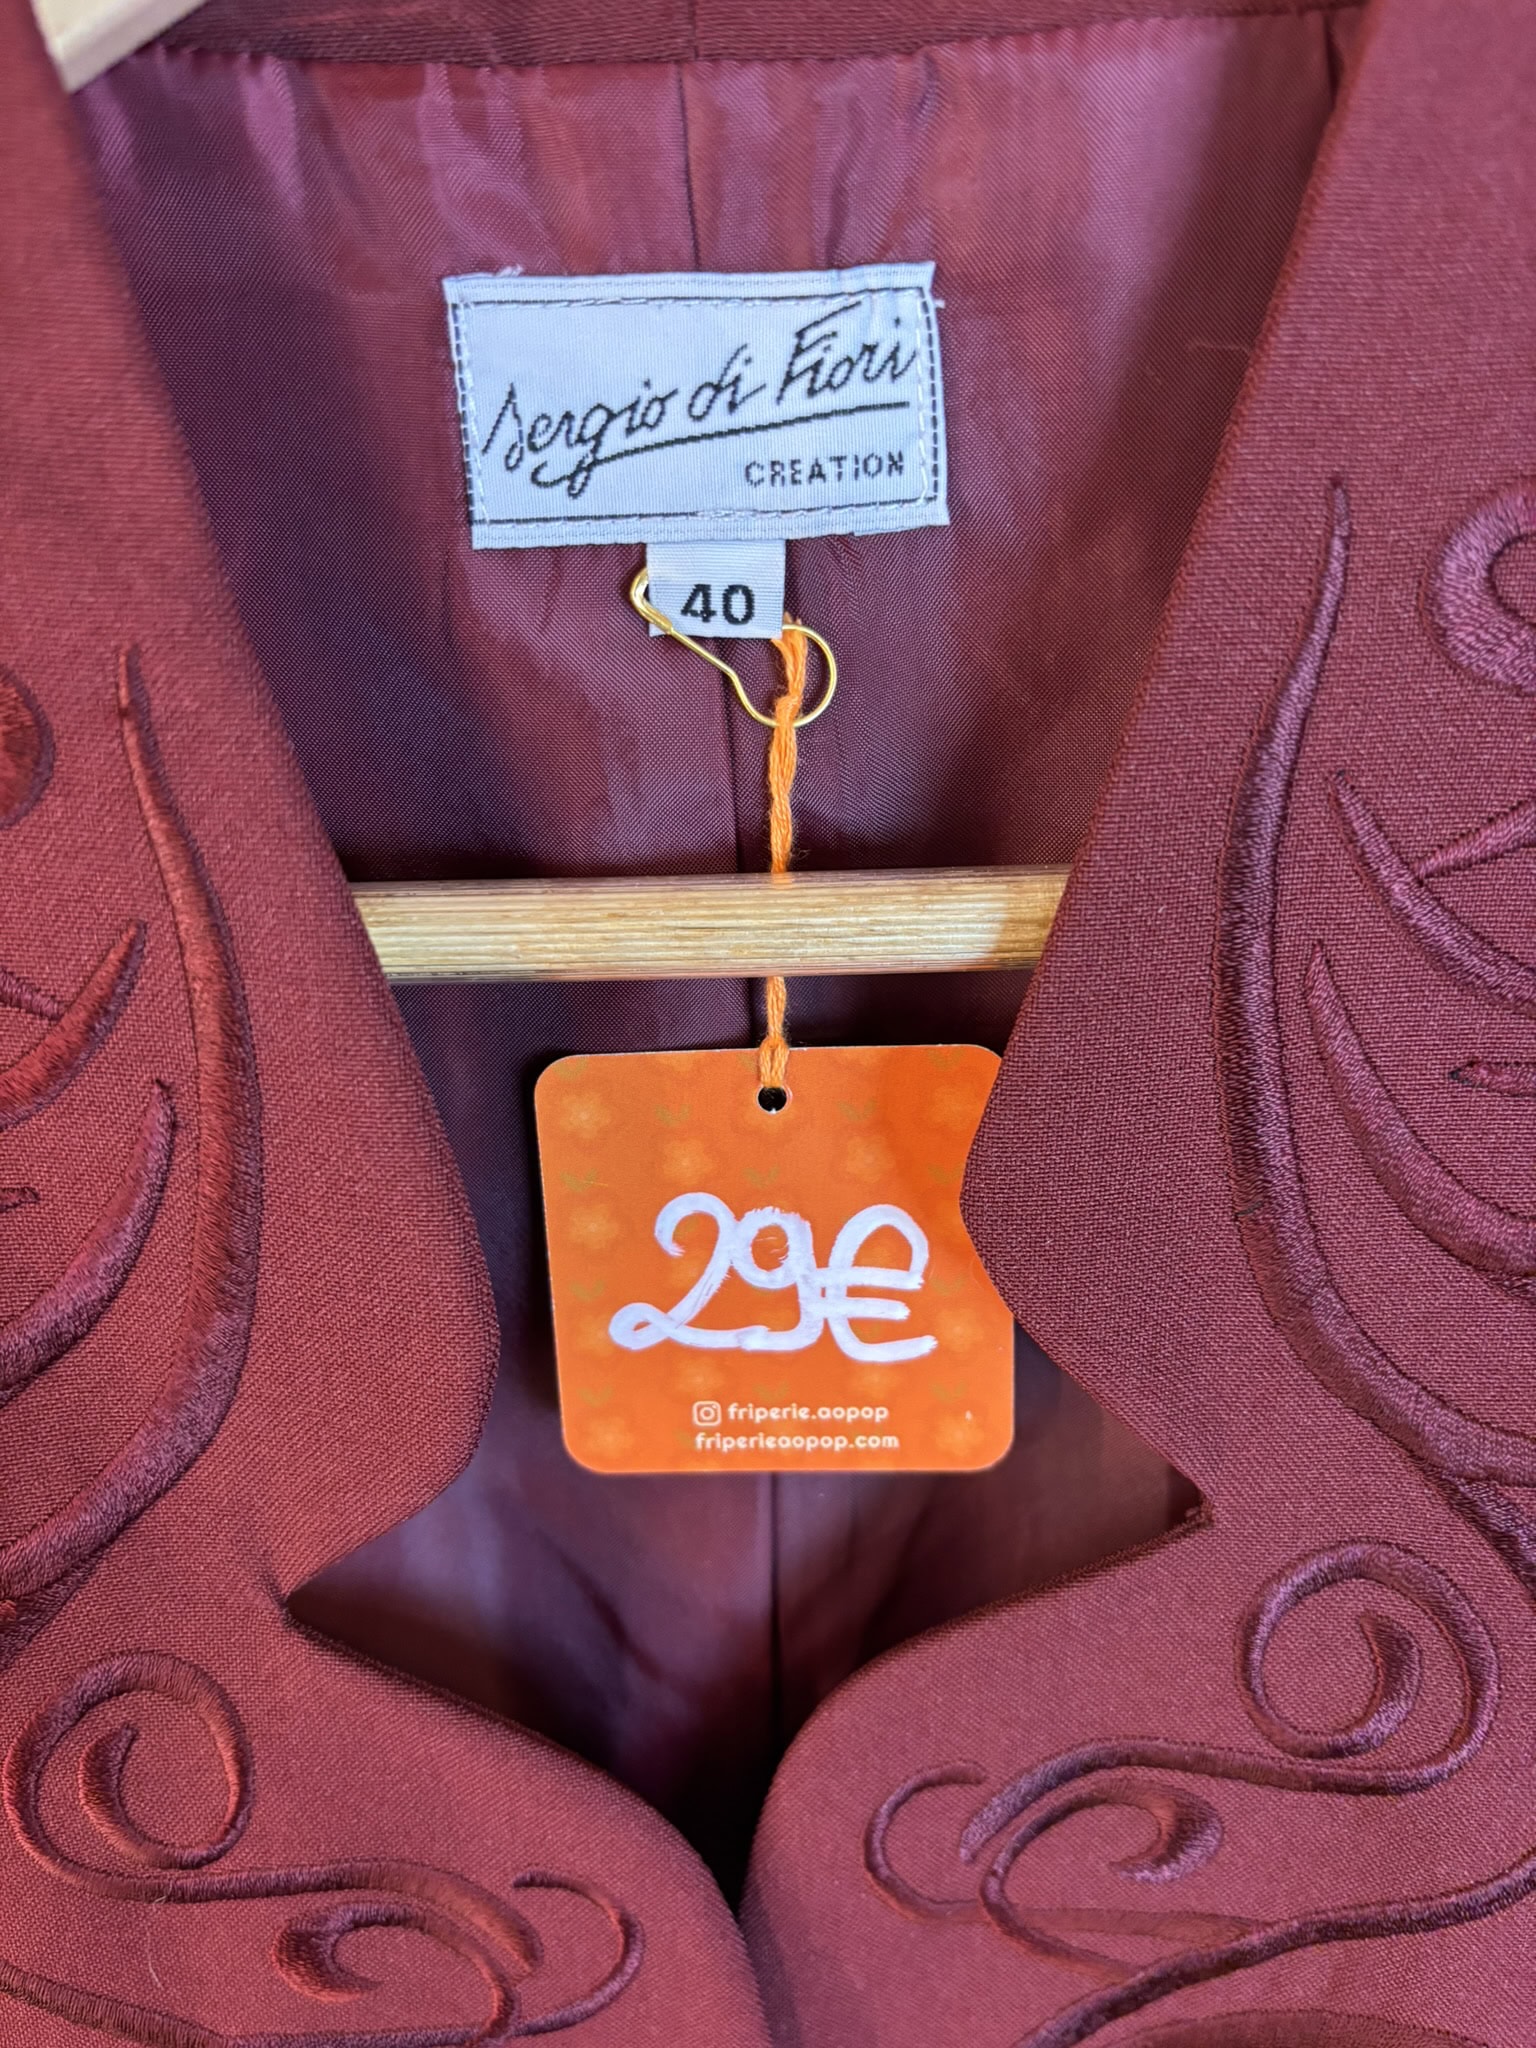 Sergio di Fiori
CREATION
40
29€
friperie.aopop
friperieaopop.com